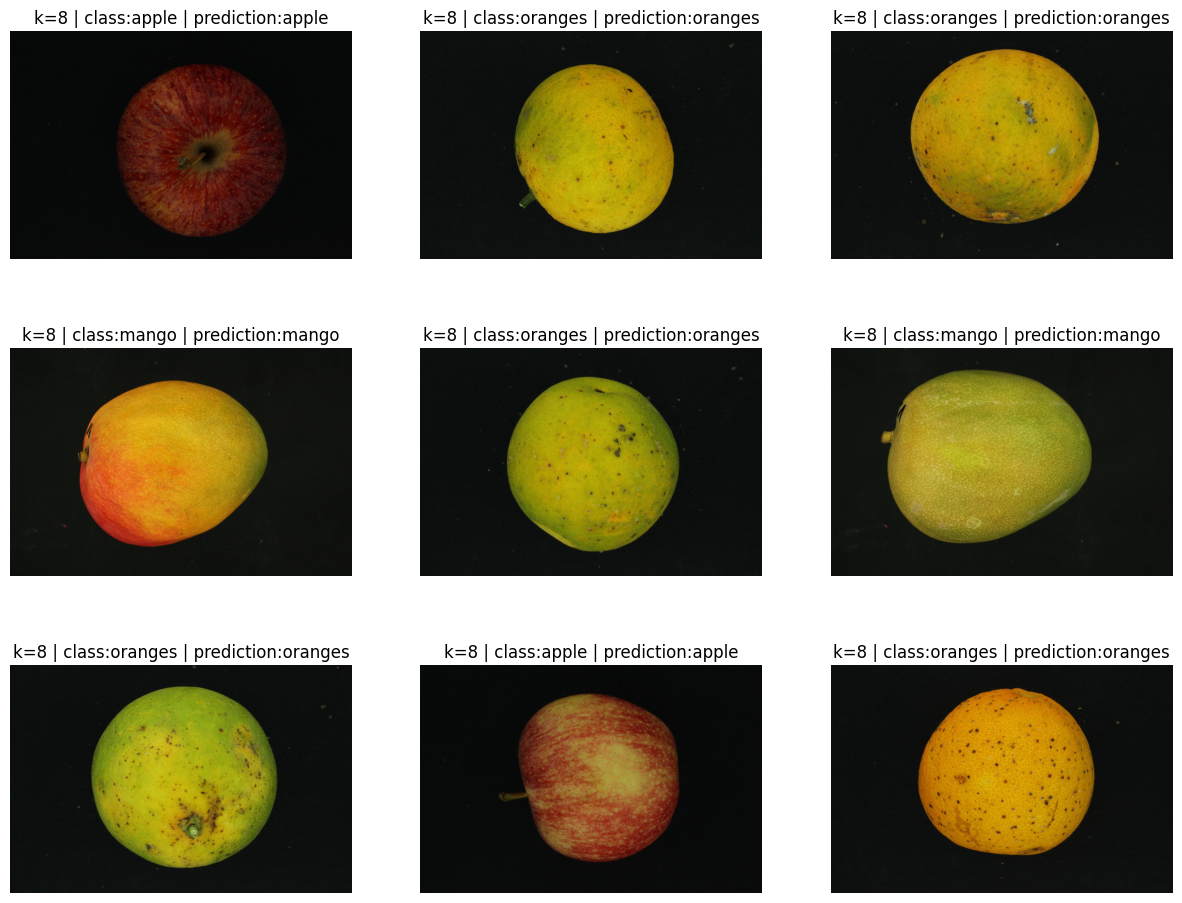 k=8 | class:apple | prediction:apple
k=8 | class:oranges | prediction:oranges
k=8 | class:oranges | prediction:oranges
k=8 | class:mango | prediction:mango
k=8 | class:oranges | prediction:oranges
k=8 | class:mango | prediction:mango
k=8 | class:oranges | prediction:oranges
k=8 | class:apple | prediction:apple
k=8 | class:oranges | prediction:oranges